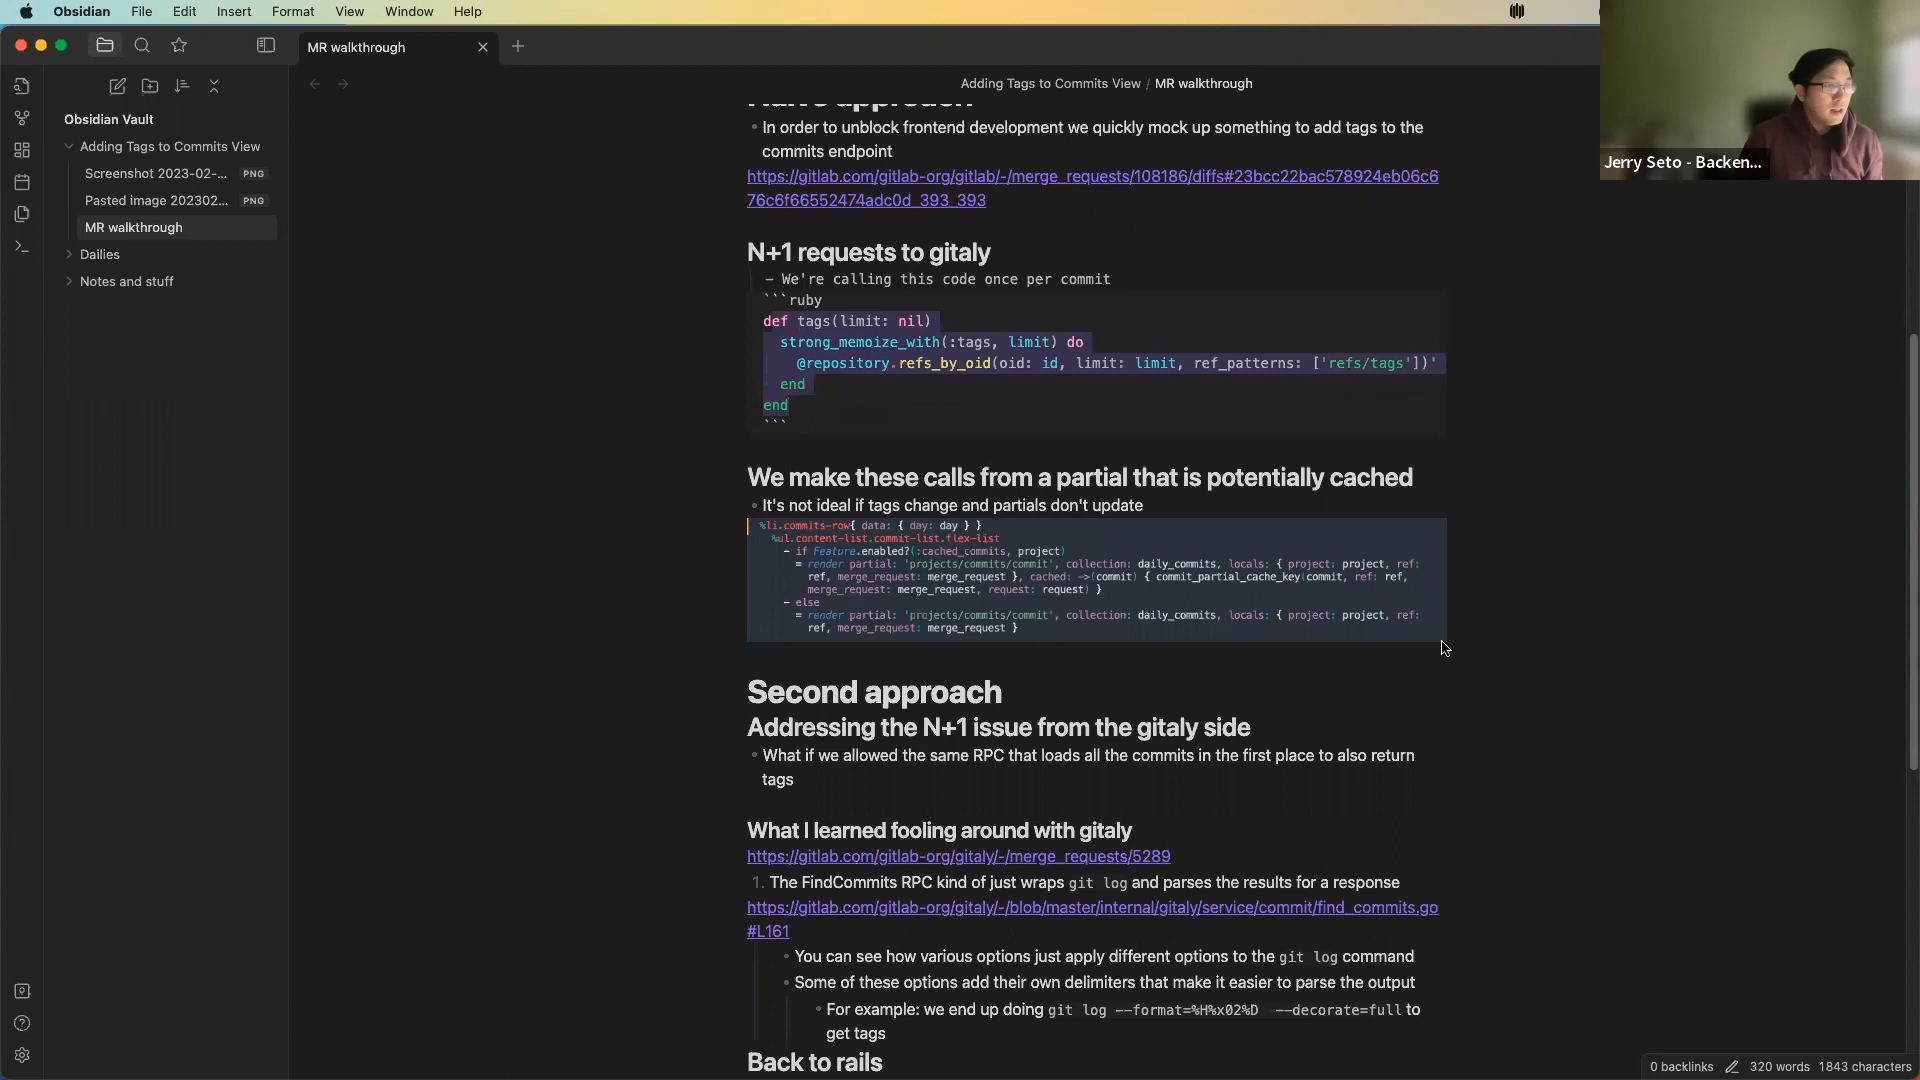 Obsidian File Edit Insert Format View Window Help
MR walkthrough
Adding Tags to Commits View / MR walkthrough
Obsidian Vault
Adding Tags to Commits View
Screenshot 2023-02-... PNG
Pasted image 202302... PNG
MR walkthrough
Dailies
Notes and stuff
Jerry Seto - Backen...
Naive approach
• In order to unblock frontend development we quickly mock up something to add tags to the
commits endpoint
https://gitlab.com/gitlab-org/gitlab/-/merge_requests/108186/diffs#23bcc22bac578924eb06c6
76c6f66552474adc0d_393_393
N+1 requests to gitaly
- We're calling this code once per commit
```ruby
def tags(limit: nil)
strong_memoize_with(:tags, limit) do
@repository.refs_by_oid(oid: id, limit: limit, ref_patterns: ['refs/tags'])'
end
end
```
We make these calls from a partial that is potentially cached
• It's not ideal if tags change and partials don't update
%li.commits-row{ data: { day: day } }
%ul.content-list.commit-list.flex-list
- if Feature.enabled?(:cached_commits, project)
= render partial: 'projects/commits/commit', collection: daily_commits, locals: { project: project, ref:
ref, merge_request: merge_request }, cached: ->(commit) { commit_partial_cache_key(commit, ref: ref,
merge_request: merge_request, request: request) }
- else
= render partial: 'projects/commits/commit', collection: daily_commits, locals: { project: project, ref:
ref, merge_request: merge_request }
Second approach
Addressing the N+1 issue from the gitaly side
• What if we allowed the same RPC that loads all the commits in the first place to also return
tags
What I learned fooling around with gitaly
https://gitlab.com/gitlab-org/gitaly/-/merge_requests/5289
1. The FindCommits RPC kind of just wraps git log and parses the results for a response
https://gitlab.com/gitlab-org/gitaly/-/blob/master/internal/gitaly/service/commit/find_commits.go
#L161
• You can see how various options just apply different options to the git log command
• Some of these options add their own delimiters that make it easier to parse the output
• For example: we end up doing git log --format=%H%x02%D --decorate=full to
get tags
Back to rails
0 backlinks 320 words 1843 characters